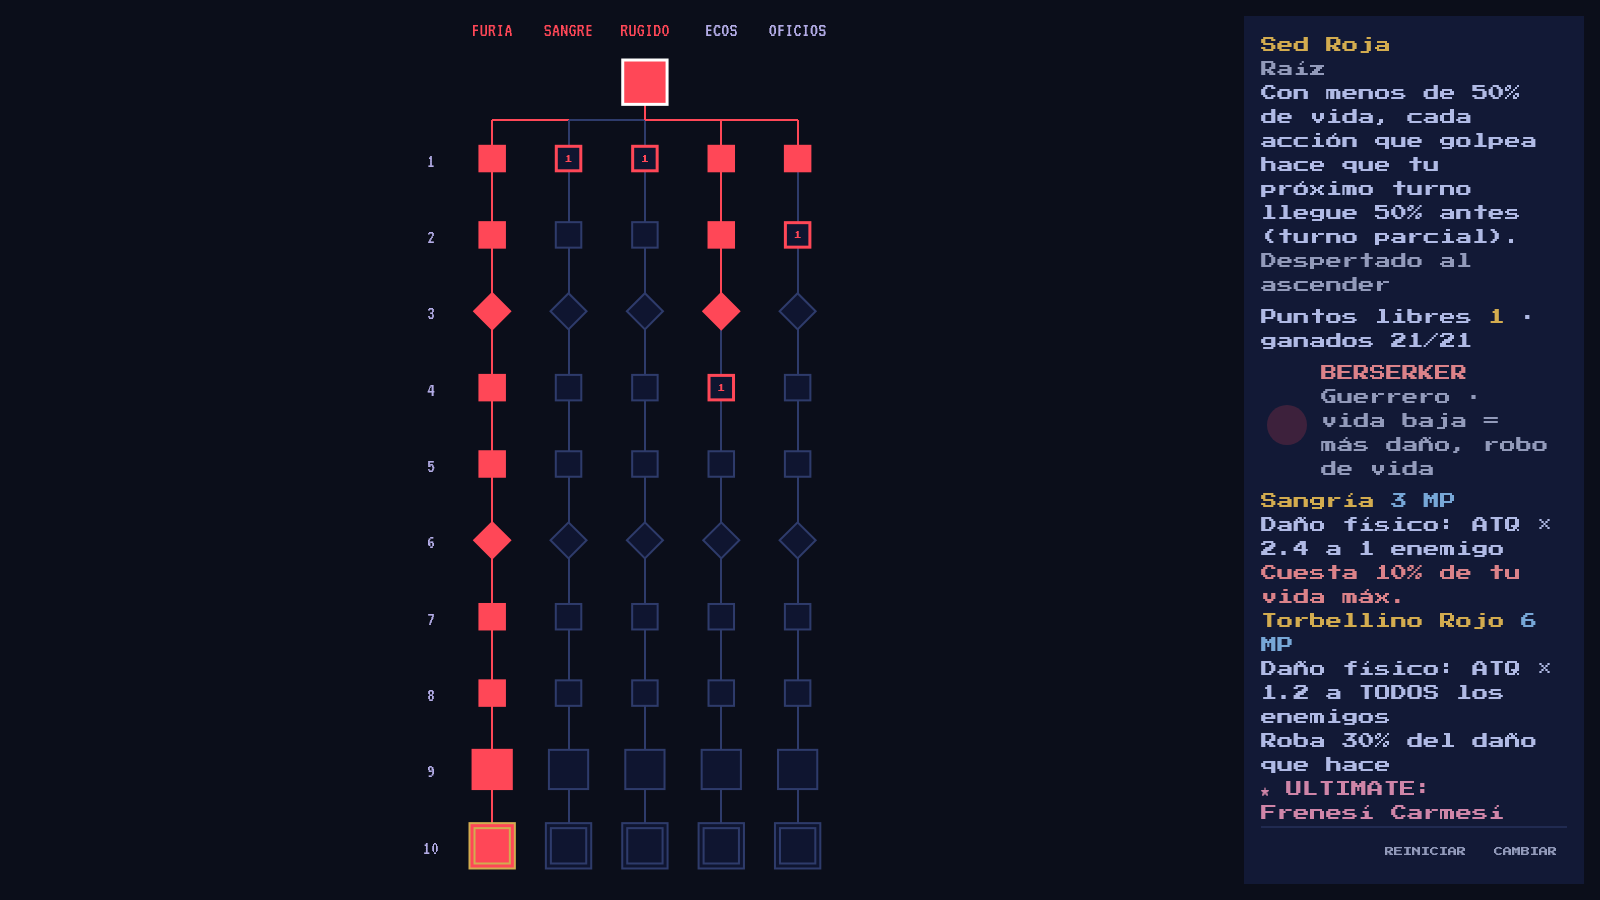 FURIA SANGRE RUGIDO ECOS OFICIOS
1 1 1
2 1
3
4 1
5
6
7
8
9
10
Sed Roja
Raíz
Con menos de 50%
de vida, cada
acción que golpea
hace que tu
próximo turno
llegue 50% antes
(turno parcial).
Despertado al
ascender
Puntos libres 1 ·
ganados 21/21
BERSERKER
Guerrero ·
vida baja =
más daño, robo
de vida
Sangría 3 MP
Daño físico: ATQ ×
2.4 a 1 enemigo
Cuesta 10% de tu
vida máx.
Torbellino Rojo 6
MP
Daño físico: ATQ ×
1.2 a TODOS los
enemigos
Roba 30% del daño
que hace
★ ULTIMATE:
Frenesí Carmesí
REINICIAR CAMBIAR